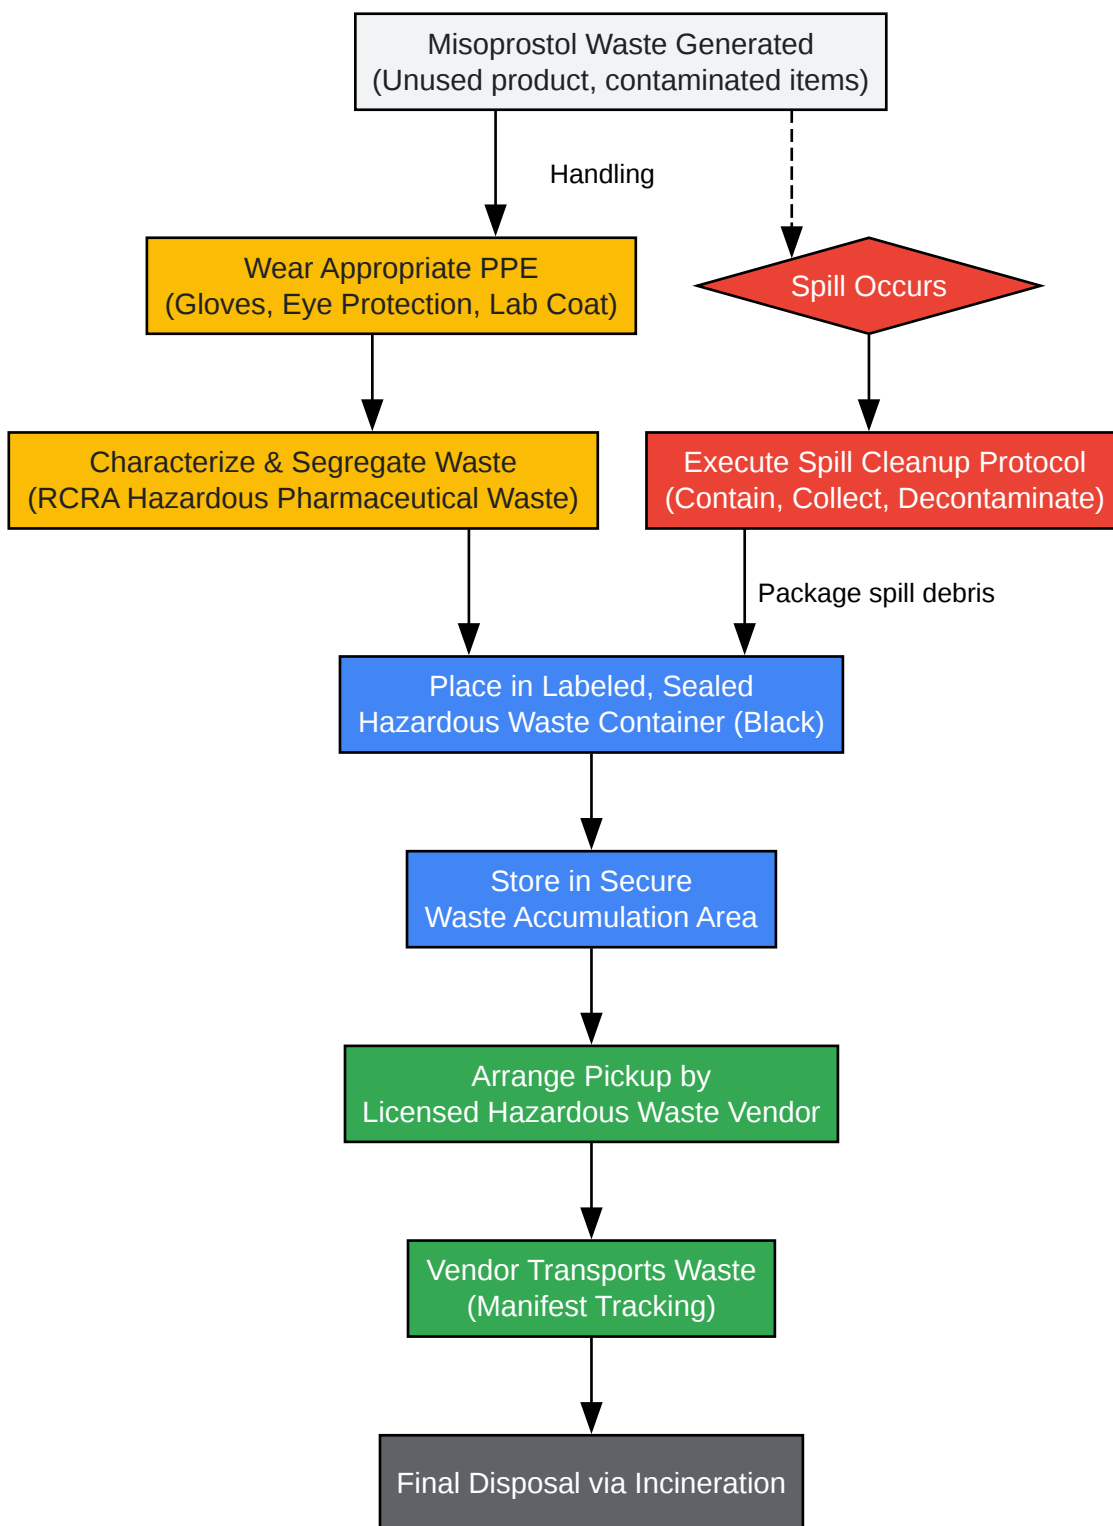 Misoprostol Waste Generated
(Unused product, contaminated items)
Handling
Wear Appropriate PPE
(Gloves, Eye Protection, Lab Coat)
Spill Occurs
Characterize & Segregate Waste
(RCRA Hazardous Pharmaceutical Waste)
Execute Spill Cleanup Protocol
(Contain, Collect, Decontaminate)
Package spill debris
Place in Labeled, Sealed
Hazardous Waste Container (Black)
Store in Secure
Waste Accumulation Area
Arrange Pickup by
Licensed Hazardous Waste Vendor
Vendor Transports Waste
(Manifest Tracking)
Final Disposal via Incineration